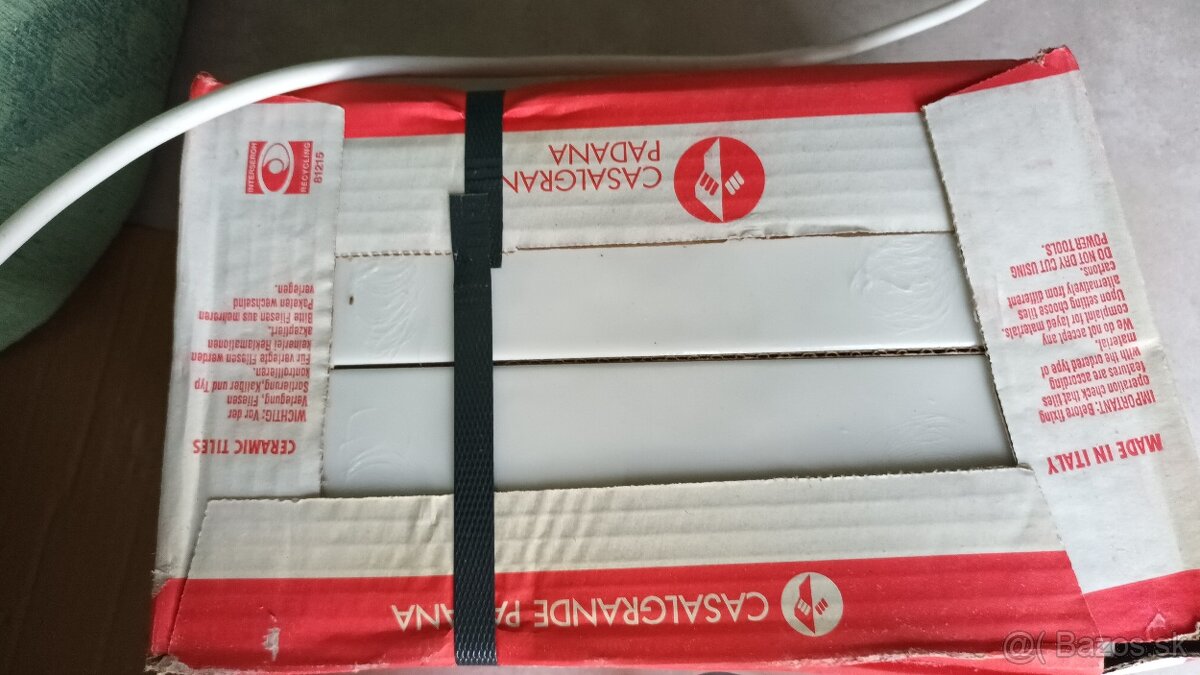 CASALGRANDE PADANA
MADE IN ITALY
IMPORTANT: Before fixing
operation check that tiles
features are according
with the ordered type of
material.
We do not accept any
complaint for layed materials.
Upon setting choose tiles
alternatively from different
cartons.
DO NOT DRY CUT USING
POWER TOOLS.
CERAMIC TILES
WICHTIG: Vor der
Verlegung, Fliesen
Sortierung, Kaliber und Typ
kontrollieren.
Für verlegte Fliesen werden
keinerlei Reklamationen
akzeptiert.
Bitte Fliesen aus mehreren
Paketen wechselnd
verlegen.
CASALGRAN
PADANA
INTERSEROH
RECYCLING
81215
@( Bazos.sk